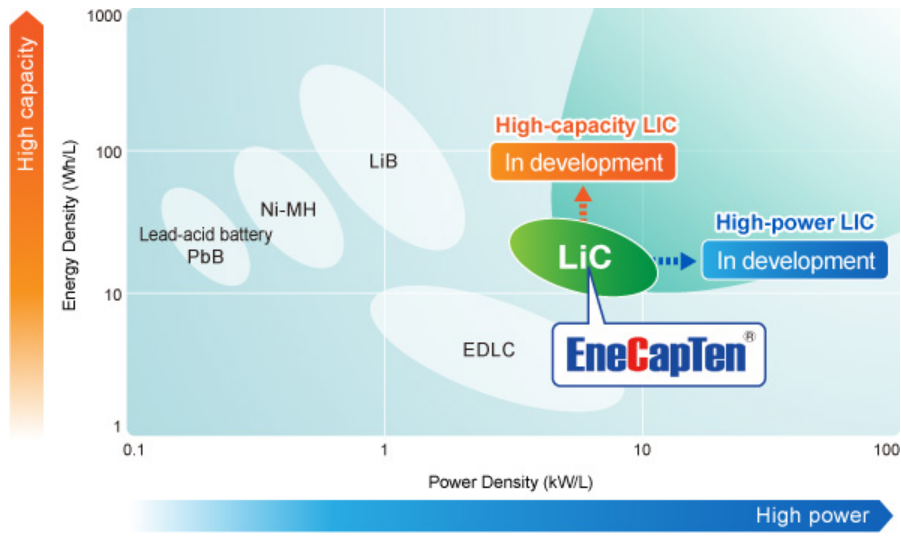 High capacity
Energy Density (Wh/L)
1000
100
10
1
LiB
Ni-MH
Lead-acid battery
PbB
EDLC
High-capacity LIC
In development
High-power LIC
In development
LiC
EneCapTen®
0.1
1
10
100
Power Density (kW/L)
High power